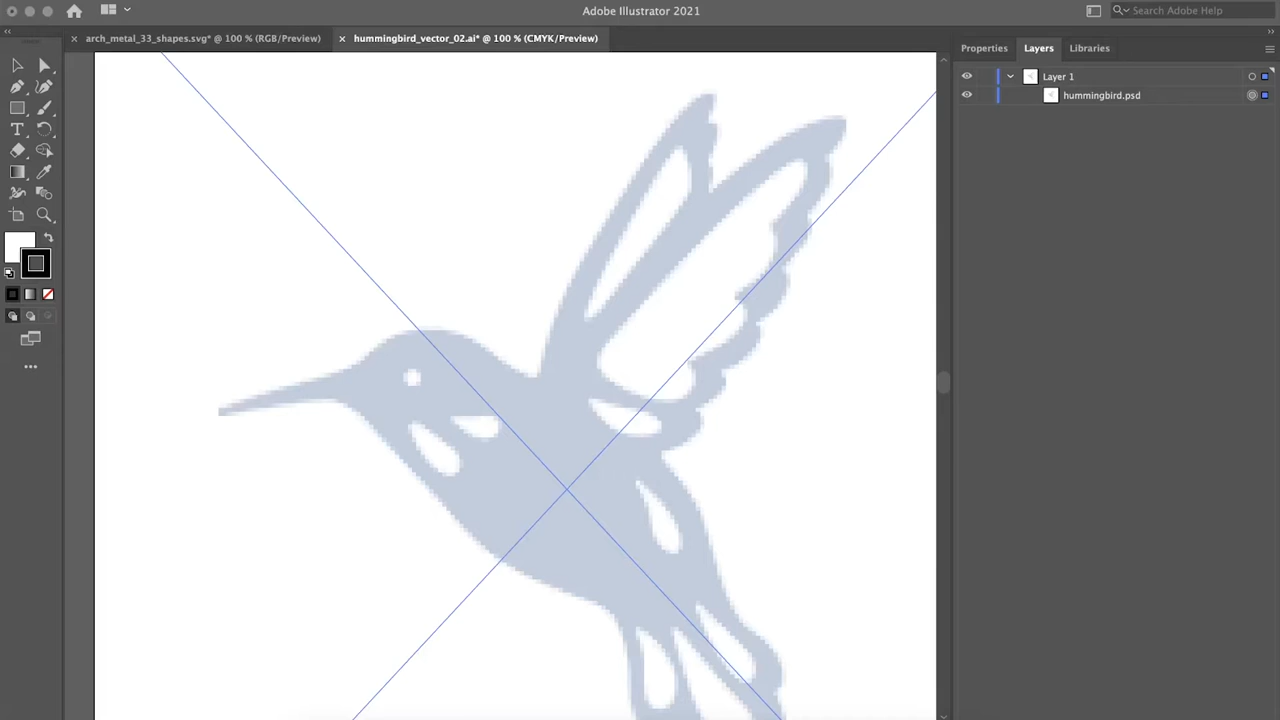 Adobe Illustrator 2021
Search Adobe Help
arch_metal_33_shapes.svg* @ 100 % (RGB/Preview)
hummingbird_vector_02.ai* @ 100 % (CMYK/Preview)
Properties
Layers
Libraries
Layer 1
hummingbird.psd